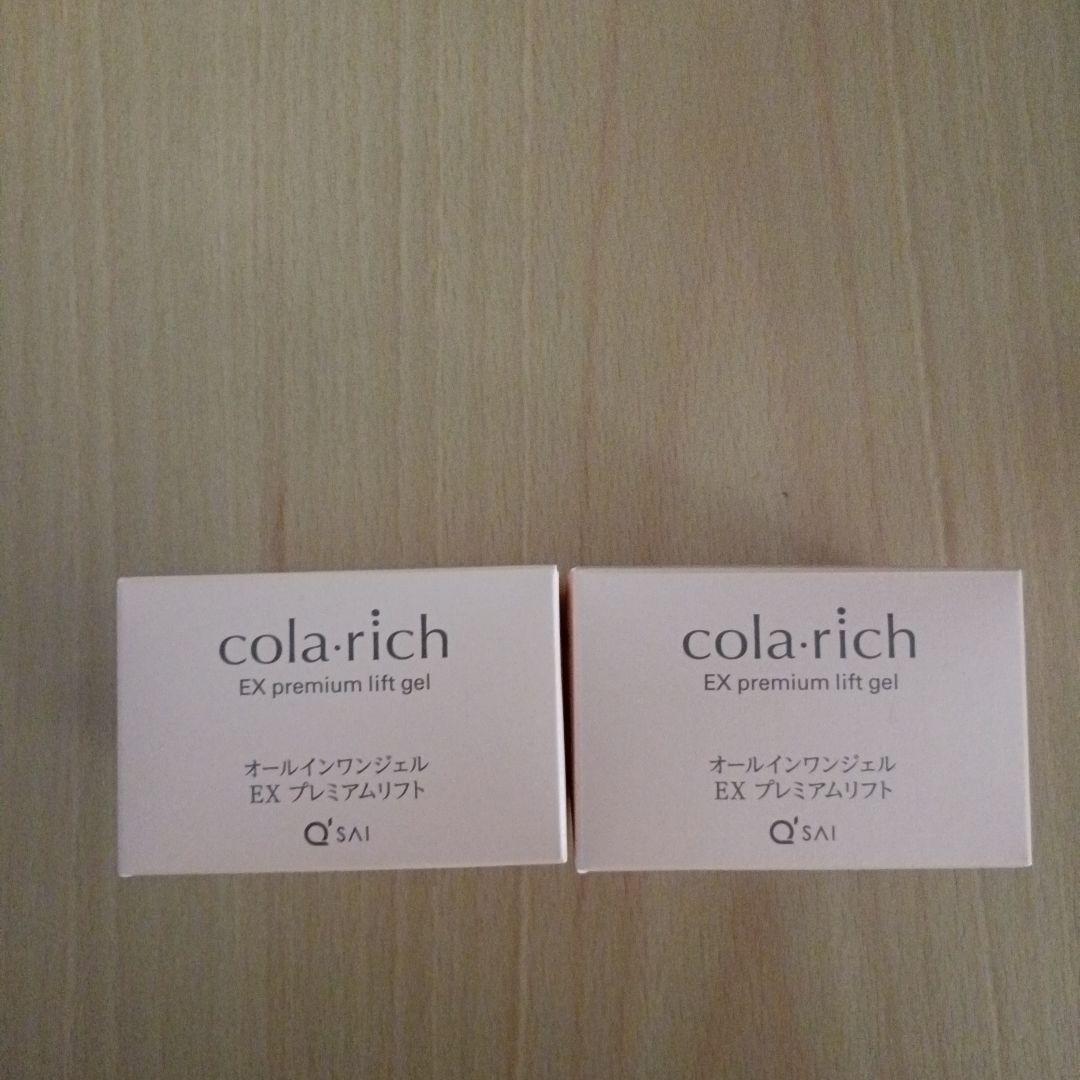 cola·rich
EX premium lift gel
オールインワンジェル
EX プレミアムリフト
Q'SAI
cola·rich
EX premium lift gel
オールインワンジェル
EX プレミアムリフト
Q'SAI